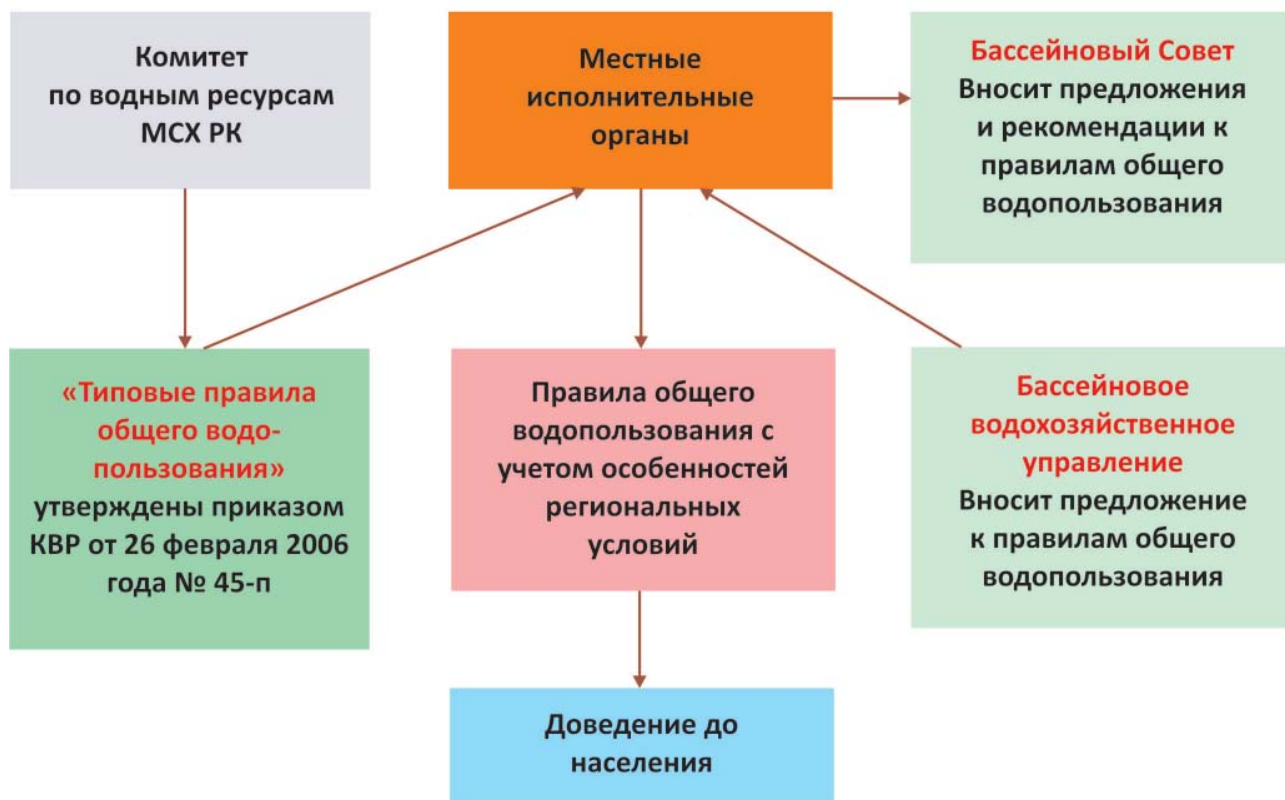 Комитет
по водным ресурсам
МСХ РК
Местные
исполнительные
органы
Бассейновый Совет
Вносит предложения
и рекомендации к
правилам общего
водопользования
«Типовые правила
общего водо-
пользования»
утверждены приказом
КВР от 26 февраля 2006
года № 45-п
Правила общего
водопользования с
учетом особенностей
региональных
условий
Бассейновое
водохозяйственное
управление
Вносит предложение
к правилам общего
водопользования
Доведение до
населения